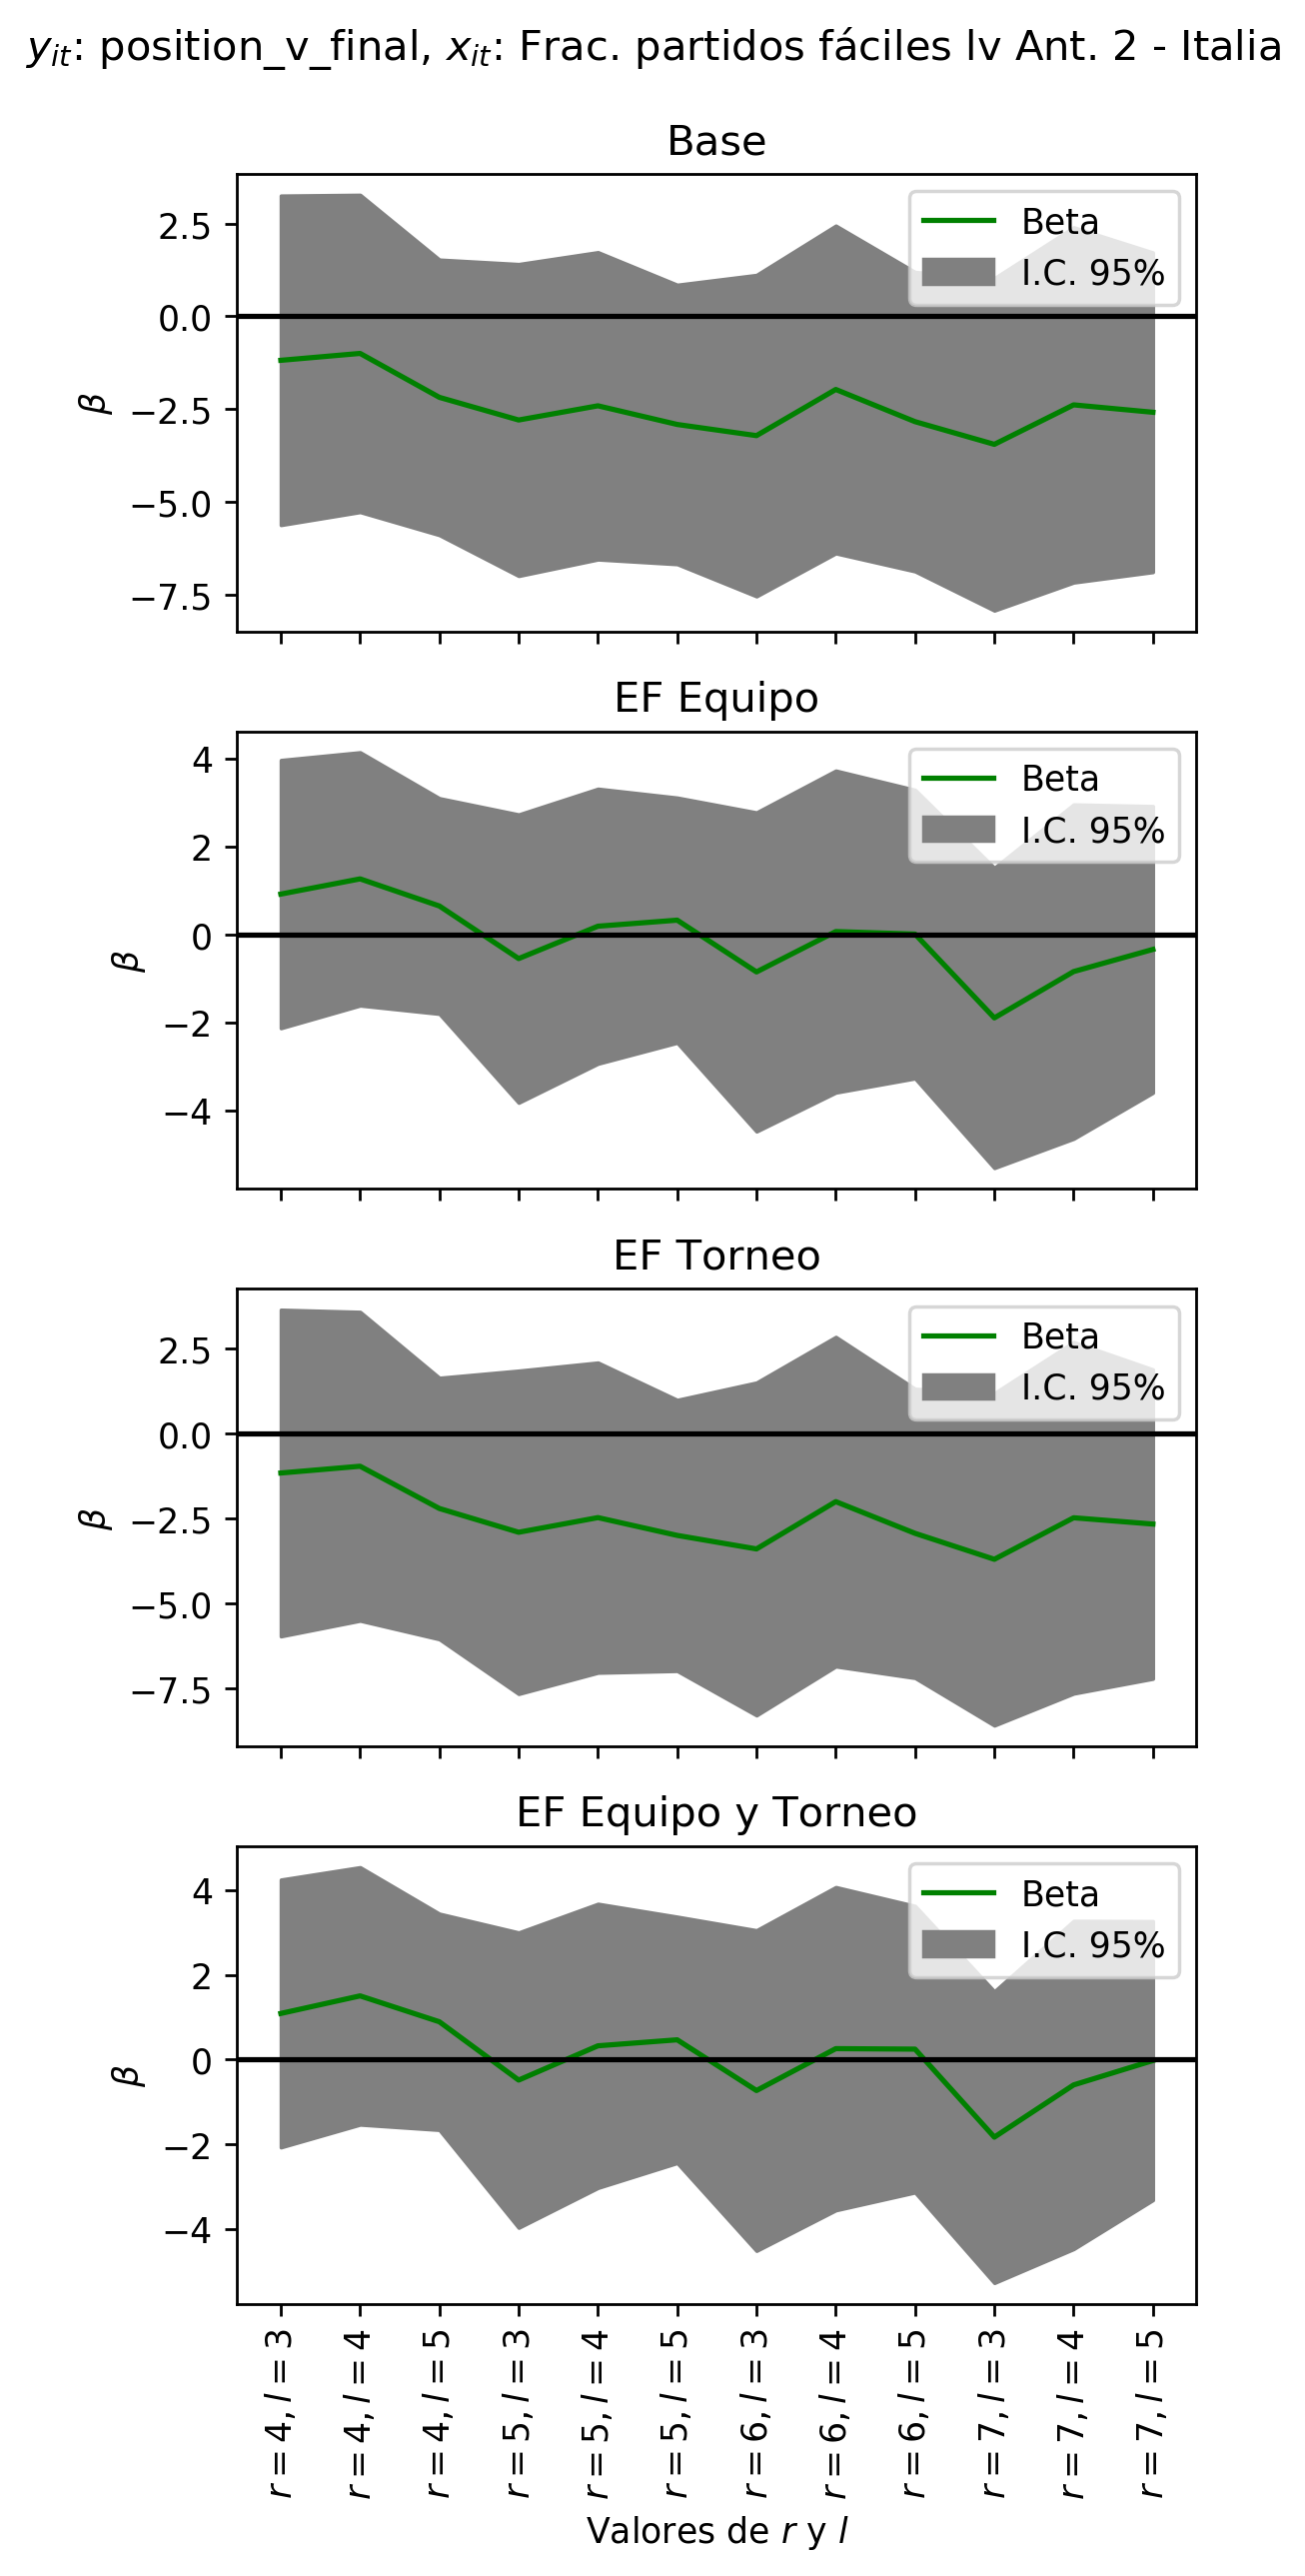 y_it: position_v_final, x_it: Frac. partidos fáciles lv Ant. 2 - Italia
Base
Beta
I.C. 95%
2.5
0.0
−2.5
−5.0
−7.5
β
EF Equipo
Beta
I.C. 95%
4
2
0
−2
−4
β
EF Torneo
Beta
I.C. 95%
2.5
0.0
−2.5
−5.0
−7.5
β
EF Equipo y Torneo
Beta
I.C. 95%
4
2
0
−2
−4
β
r = 4, l = 3
r = 4, l = 4
r = 4, l = 5
r = 5, l = 3
r = 5, l = 4
r = 5, l = 5
r = 6, l = 3
r = 6, l = 4
r = 6, l = 5
r = 7, l = 3
r = 7, l = 4
r = 7, l = 5
Valores de r y l